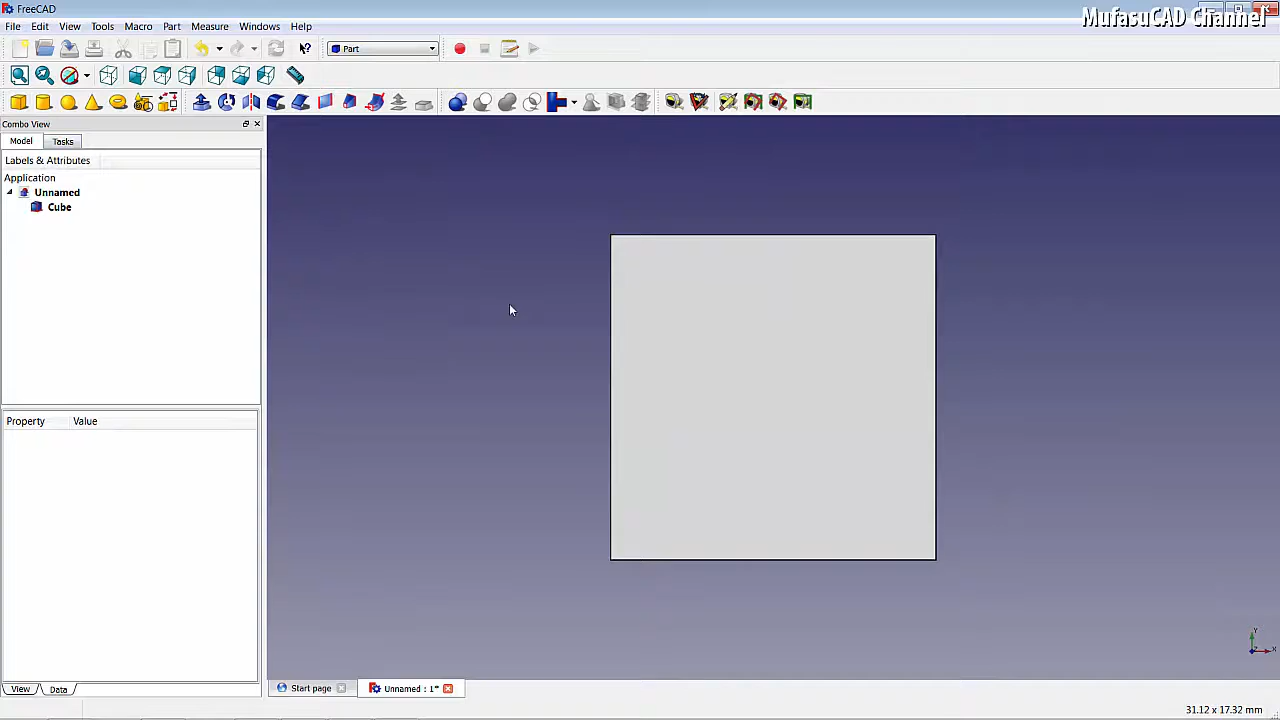 FreeCAD
MufasuCAD Channel
File Edit View Tools Macro Part Measure Windows Help
Part
Combo View
Model Tasks
Labels & Attributes
Application
Unnamed
Cube
Property Value
View Data
Start page Unnamed : 1*
Y
X
31.12 x 17.32 mm